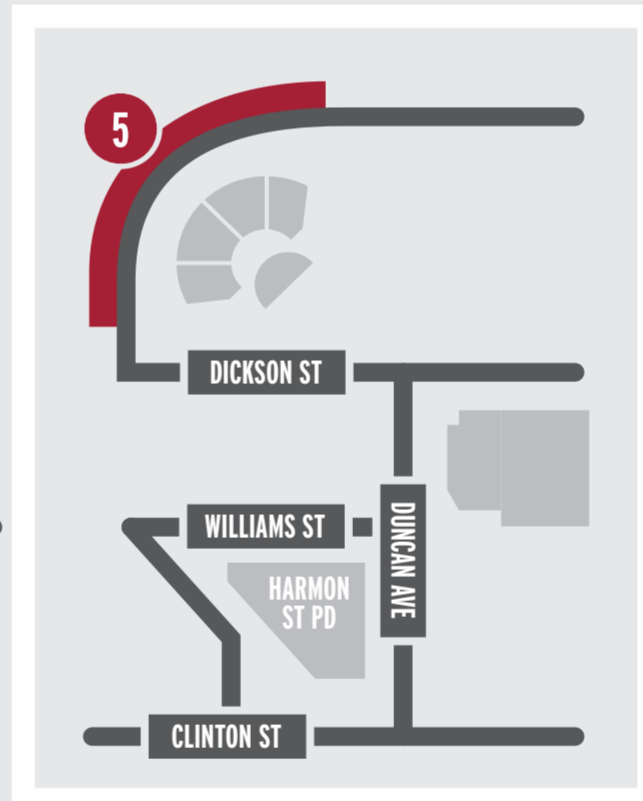 5
DICKSON ST
WILLIAMS ST
DUNCAN AVE
HARMON
ST PD
CLINTON ST